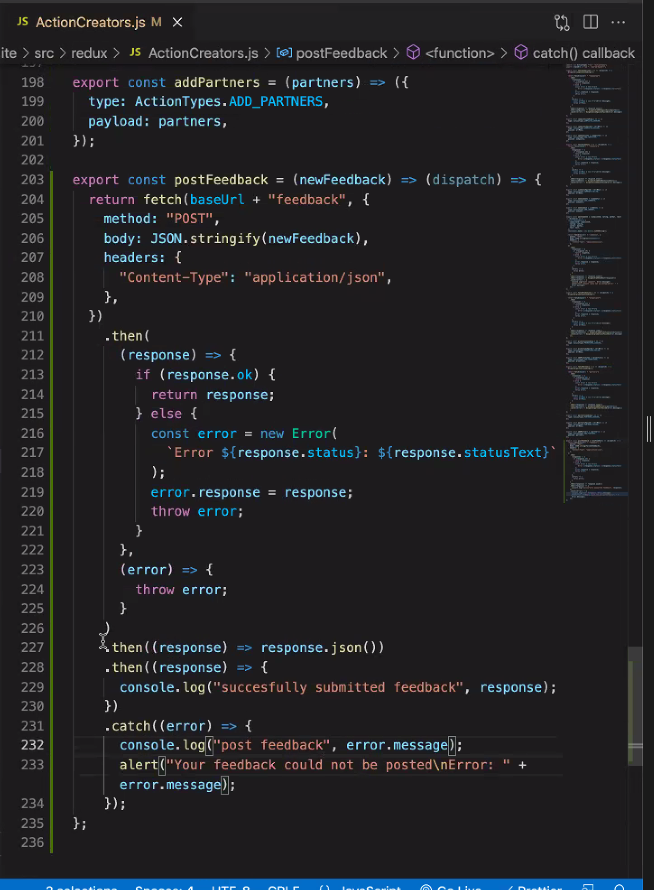 JS ActionCreators.js M ×
ite > src > redux > JS ActionCreators.js > postFeedback > <function> > catch() callback
198 export const addPartners = (partners) => ({
199 type: ActionTypes.ADD_PARTNERS,
200 payload: partners,
201 });
202
203 export const postFeedback = (newFeedback) => (dispatch) => {
204 return fetch(baseUrl + "feedback", {
205 method: "POST",
206 body: JSON.stringify(newFeedback),
207 headers: {
208 "Content-Type": "application/json",
209 },
210 })
211 .then(
212 (response) => {
213 if (response.ok) {
214 return response;
215 } else {
216 const error = new Error(
217 `Error ${response.status}: ${response.statusText}`
218 );
219 error.response = response;
220 throw error;
221 }
222 },
223 (error) => {
224 throw error;
225 }
226 )
227 .then((response) => response.json())
228 .then((response) => {
229 console.log("succesfully submitted feedback", response);
230 })
231 .catch((error) => {
232 console.log("post feedback", error.message);
233 alert("Your feedback could not be posted\nError: " +
error.message);
234 });
235 };
236